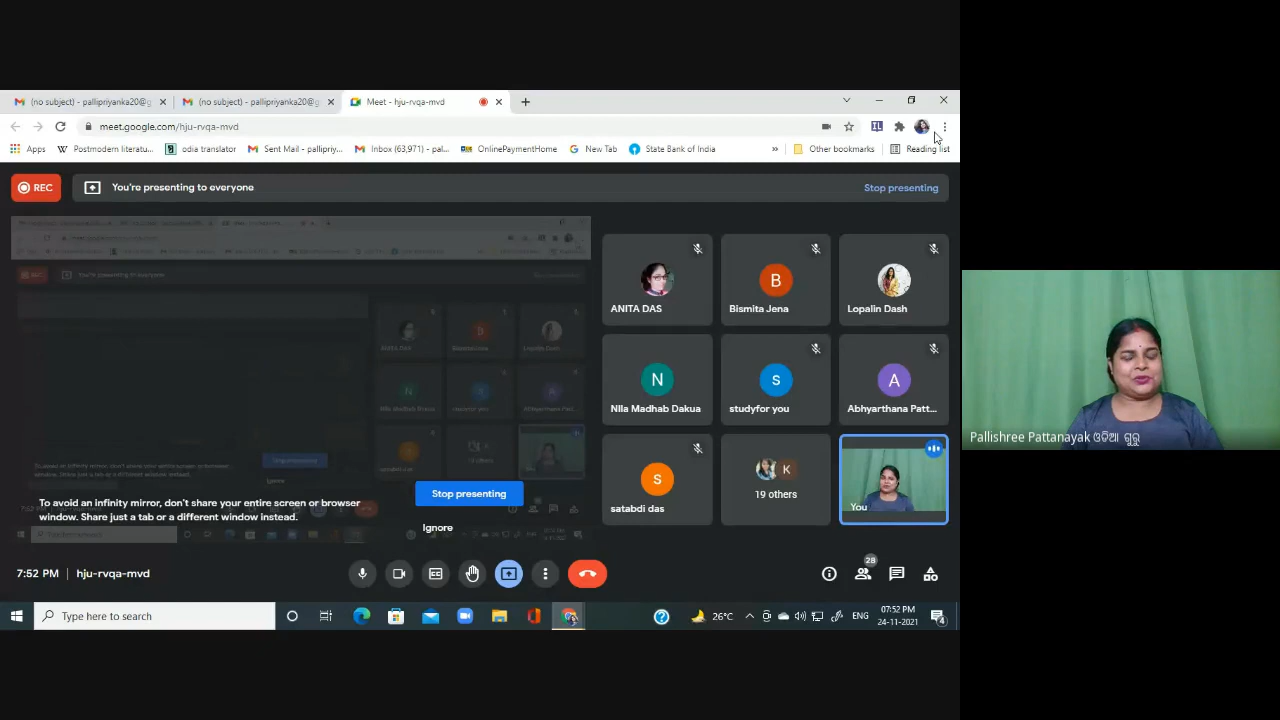 (no subject) - pallipriyanka20@g
(no subject) - pallipriyanka20@g
Meet - hju-rvqa-mvd
meet.google.com/hju-rvqa-mvd
Apps
Postmodern literatu...
odia translator
Sent Mail - pallipriy...
Inbox (63,971) - pal...
OnlinePaymentHome
New Tab
State Bank of India
»
Other bookmarks
Reading list
REC
You're presenting to everyone
Stop presenting
ANITA DAS
B
Bismita Jena
Lopalin Dash
N
Nila Madhab Dakua
s
studyfor you
A
Abhyarthana Patt...
S
satabdi das
K
19 others
You
To avoid an infinity mirror, don't share your entire screen or browser
window. Share just a tab or a different window instead.
Stop presenting
Ignore
7:52 PM | hju-rvqa-mvd
28
Type here to search
26°C
ENG
07:52 PM
24-11-2021
4
Pallishree Pattanayak ଓଡିଆ ଗୁରୁ